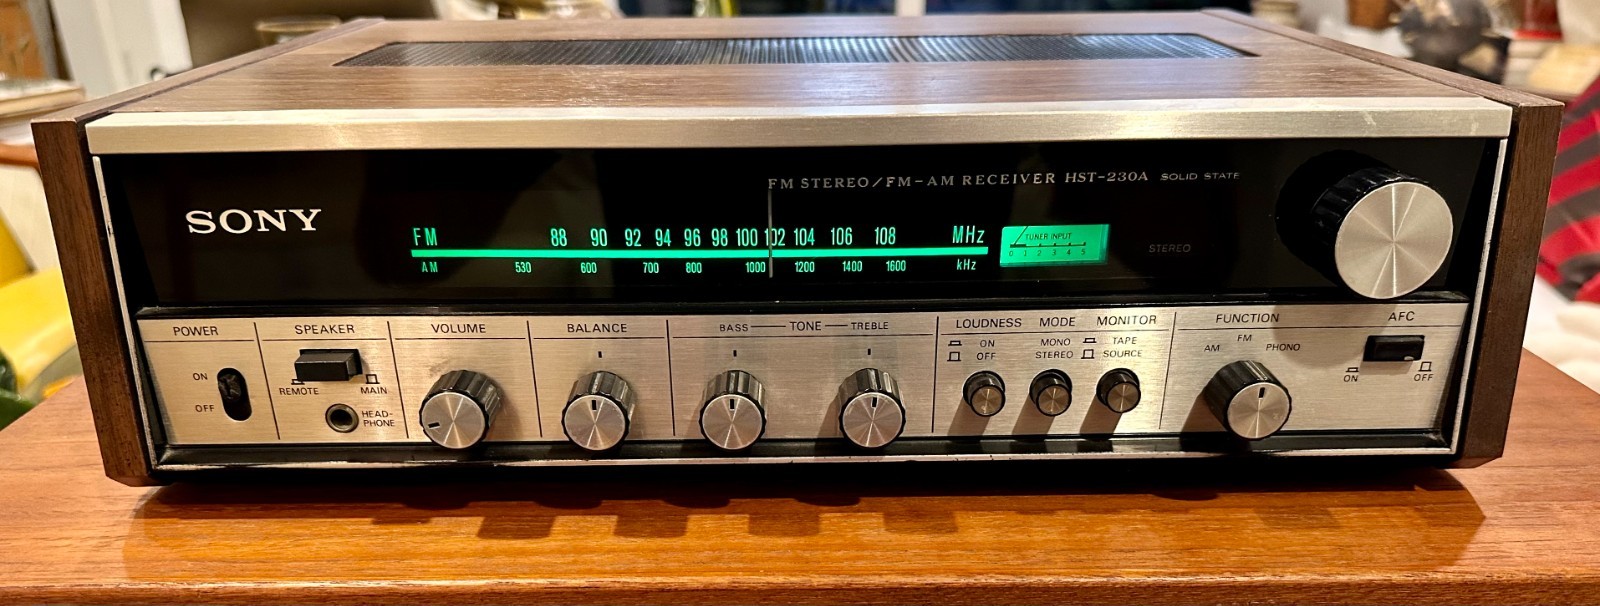 FM STEREO/FM-AM RECEIVER HST-230A SOLID STATE
SONY
FM 88 90 92 94 96 98 100 102 104 106 108 MHz
AM 530 600 700 800 1000 1200 1400 1600 kHz
TUNER INPUT
0 1 2 3 4 5
STEREO
POWER
ON
OFF
SPEAKER
REMOTE MAIN
HEAD-
PHONE
VOLUME
BALANCE
BASS TONE TREBLE
LOUDNESS
ON
OFF
MODE
MONO
STEREO
MONITOR
TAPE
SOURCE
FUNCTION
AM FM PHONO
AFC
ON OFF